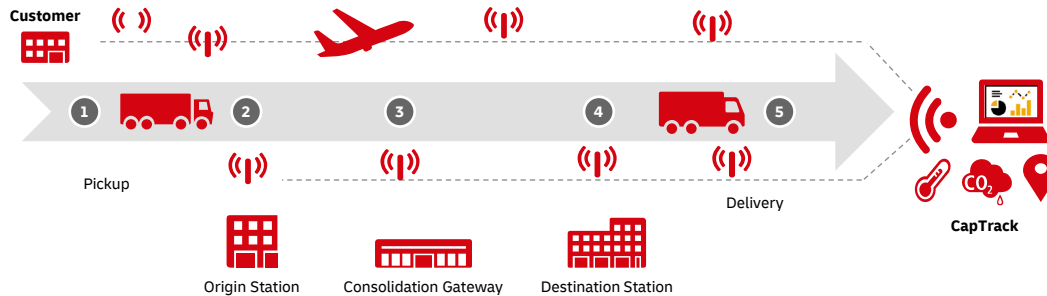 Customer
1
2
3
4
5
Pickup
Delivery
CO2
CapTrack
Origin Station
Consolidation Gateway
Destination Station